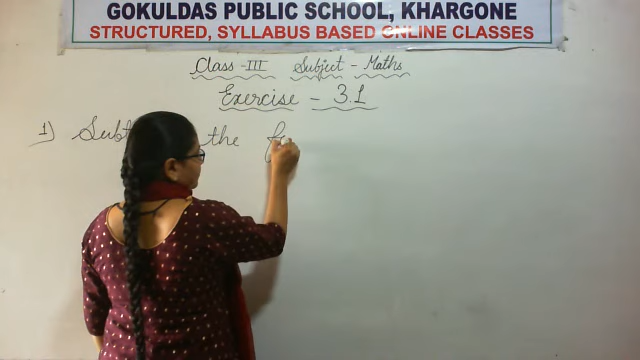 GOKULDAS PUBLIC SCHOOL, KHARGONE
STRUCTURED, SYLLABUS BASED ONLINE CLASSES
Class - III Subject - Maths
Exercise - 3.1
1) Subt the fo